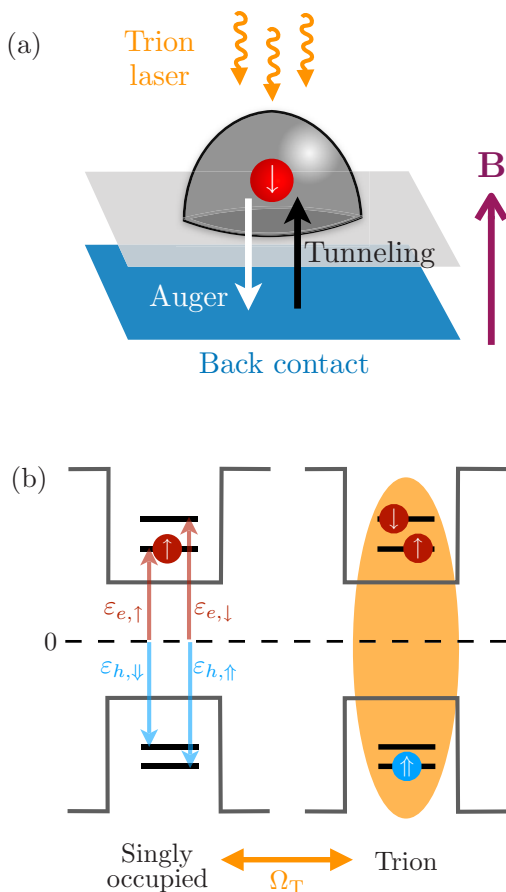 (a)
Trion
laser
↓
B
Tunneling
Auger
Back contact
(b)
↓
↑ ↑
ε_{e,↑} ε_{e,↓}
0
ε_{h,⇓} ε_{h,⇑}
⇑
Singly
occupied
Ω_T
Trion